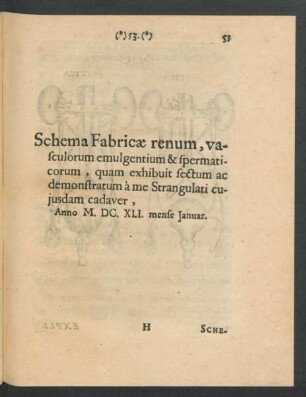 (*) 53. (*) 53
Schema Fabricæ renum, va-
ſculorum emulgentium & ſpermati-
corum, quam exhibuit ſectum ac
demonſtratum à me Strangulati cu-
jusdam cadaver,
Anno M. DC. XLI. menſe Januar.
H SCHE-